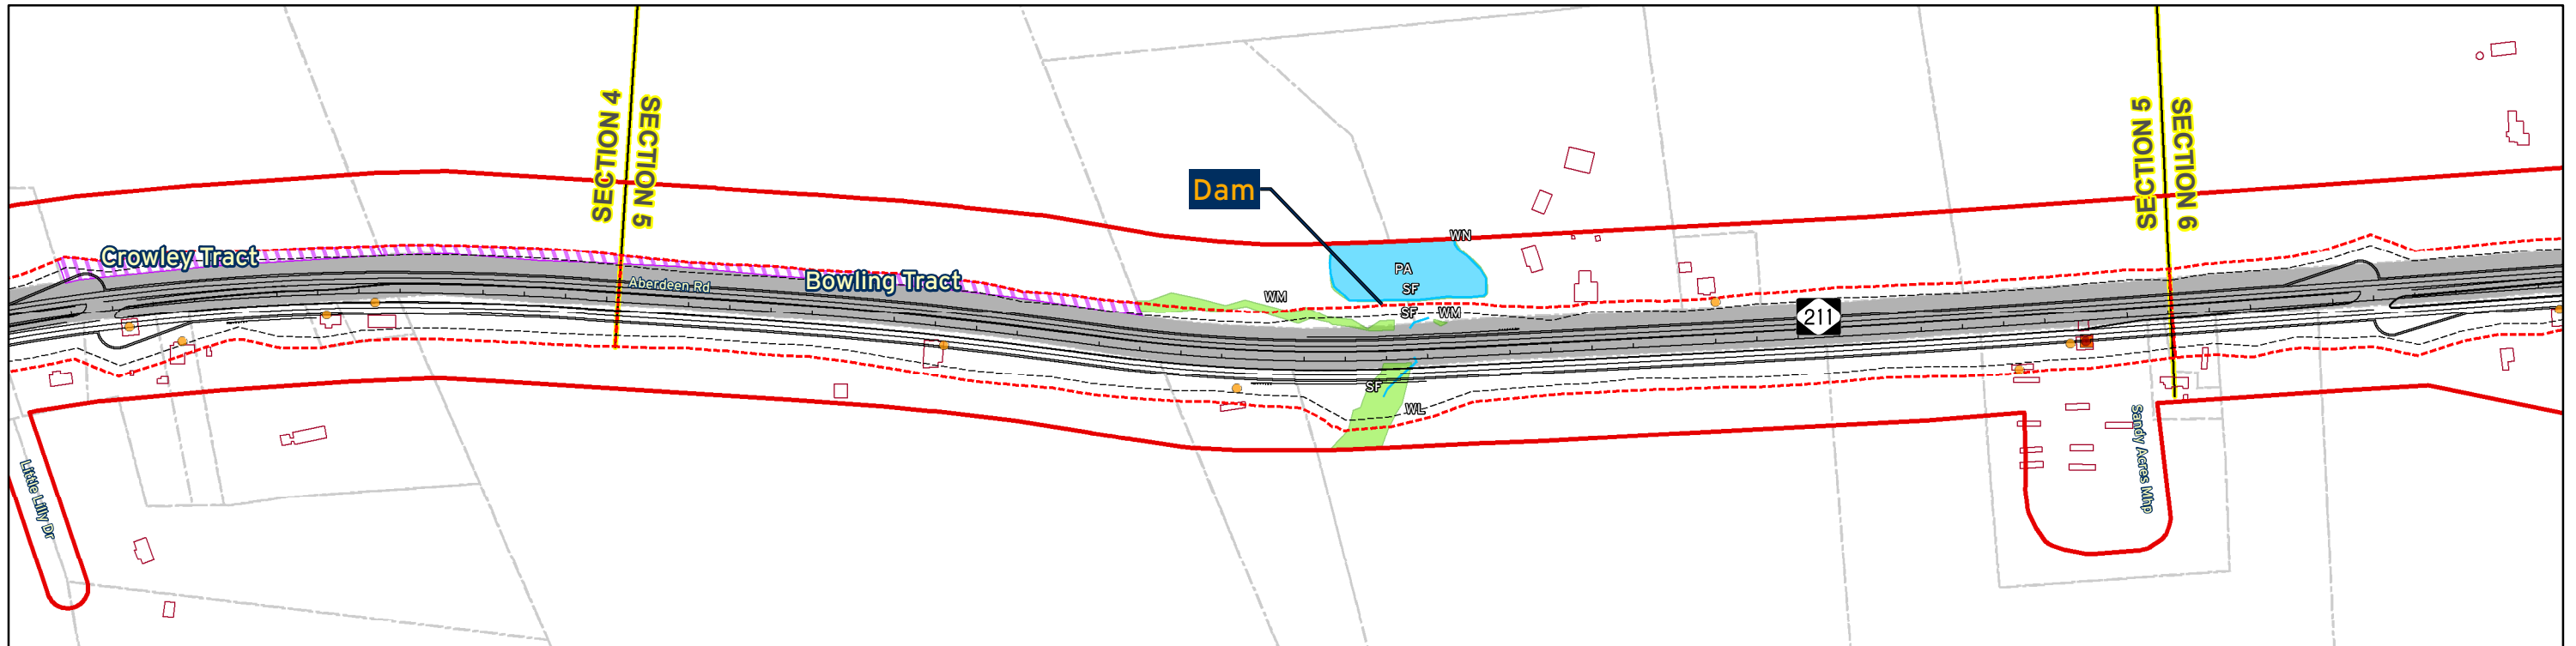 SECTION 4
SECTION 5
SECTION 5
SECTION 6
Dam
WN
Crowley Tract
PA
Bowling Tract
Aberdeen Rd
SF
WM
SF
WM
211
SF
WL
Little Lilly Dr
Sandy Acres Mhp